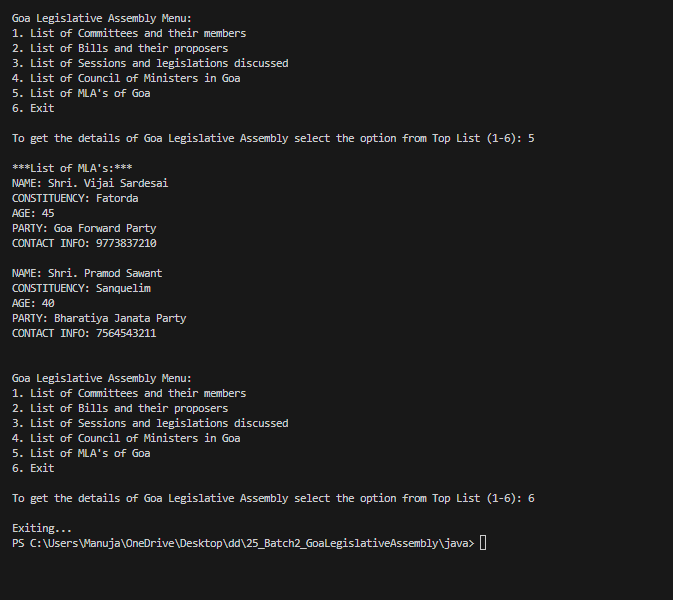 Goa Legislative Assembly Menu:
1. List of Committees and their members
2. List of Bills and their proposers
3. List of Sessions and legislations discussed
4. List of Council of Ministers in Goa
5. List of MLA's of Goa
6. Exit
To get the details of Goa Legislative Assembly select the option from Top List (1-6): 5
***List of MLA's:***
NAME: Shri. Vijai Sardesai
CONSTITUENCY: Fatorda
AGE: 45
PARTY: Goa Forward Party
CONTACT INFO: 9773837210
NAME: Shri. Pramod Sawant
CONSTITUENCY: Sanquelim
AGE: 40
PARTY: Bharatiya Janata Party
CONTACT INFO: 7564543211
Goa Legislative Assembly Menu:
1. List of Committees and their members
2. List of Bills and their proposers
3. List of Sessions and legislations discussed
4. List of Council of Ministers in Goa
5. List of MLA's of Goa
6. Exit
To get the details of Goa Legislative Assembly select the option from Top List (1-6): 6
Exiting...
PS C:\Users\Manuja\OneDrive\Desktop\dd\25_Batch2_GoaLegislativeAssembly\java>